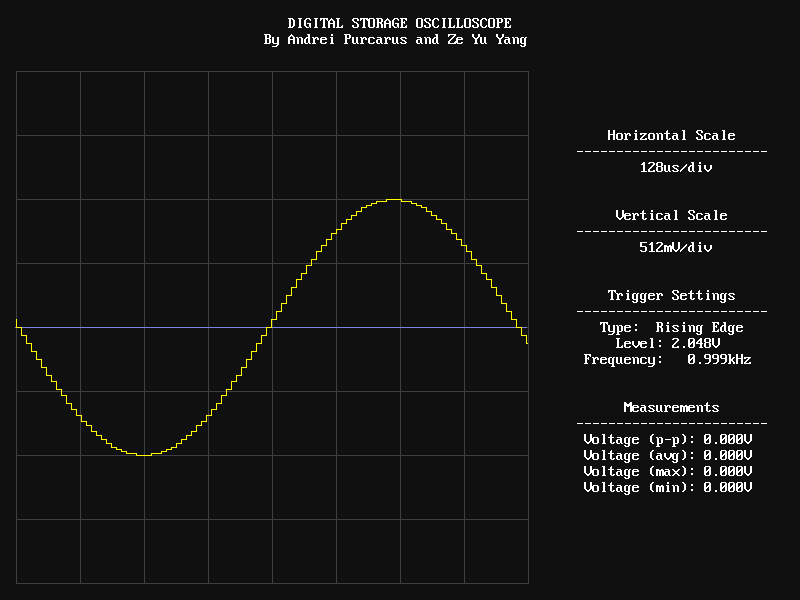 DIGITAL STORAGE OSCILLOSCOPE
By Andrei Purcarus and Ze Yu Yang
Horizontal Scale
------------------------
128us/div
Vertical Scale
------------------------
512mV/div
Trigger Settings
------------------------
Type: Rising Edge
Level: 2.048V
Frequency: 0.999kHz
Measurements
------------------------
Voltage (p-p): 0.000V
Voltage (avg): 0.000V
Voltage (max): 0.000V
Voltage (min): 0.000V